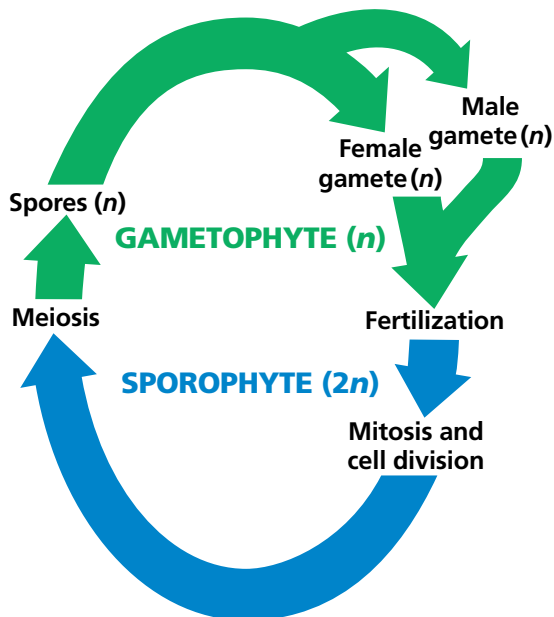 Male
gamete (n)
Female
gamete (n)
Spores (n)
GAMETOPHYTE (n)
Meiosis
Fertilization
SPOROPHYTE (2n)
Mitosis and
cell division